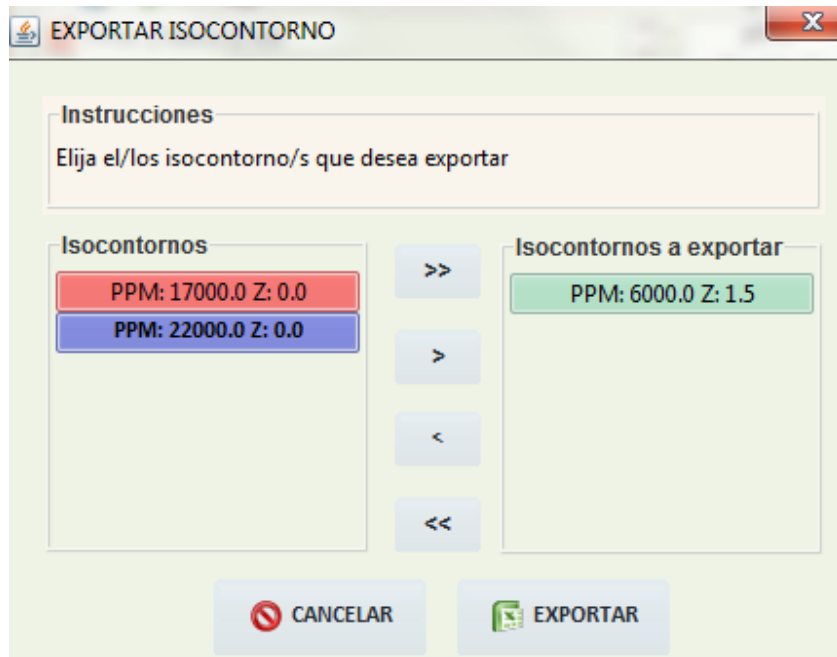 EXPORTAR ISOCONTORNO
x
Instrucciones
Elija el/los isocontorno/s que desea exportar
Isocontornos
PPM: 17000.0 Z: 0.0
PPM: 22000.0 Z: 0.0
>>
>
<
<<
Isocontornos a exportar
PPM: 6000.0 Z: 1.5
CANCELAR
EXPORTAR